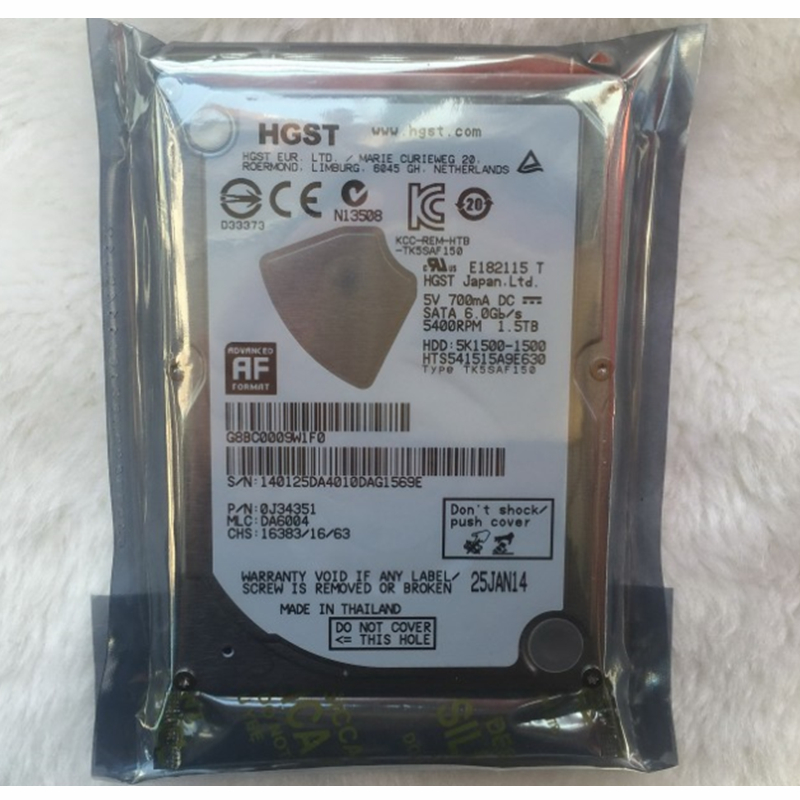 HGST www.hgst.com
HGST EUR. LTD. / MARIE CURIEWEG 20,
ROERMOND, LIMBURG, 6045 GH, NETHERLANDS
CE
KC
20
D33373
N13508
KCC-REM-HTB
-TK5SAF150
E182115 T
HGST Japan,Ltd.
5V 700mA DC
SATA 6.0Gb/s
5400RPM 1.5TB
HDD:5K1500-1500
HTS541515A9E630
Type TK5SAF150
ADVANCED
AF
FORMAT
G8BC0009W1F0
S/N:140125DA4010DAG1569E
P/N:0J34351
MLC:DA6004
CHS:16383/16/63
Don't shock/
push cover
WARRANTY VOID IF ANY LABEL/
SCREW IS REMOVED OR BROKEN
25JAN14
MADE IN THAILAND
DO NOT COVER
<= THIS HOLE